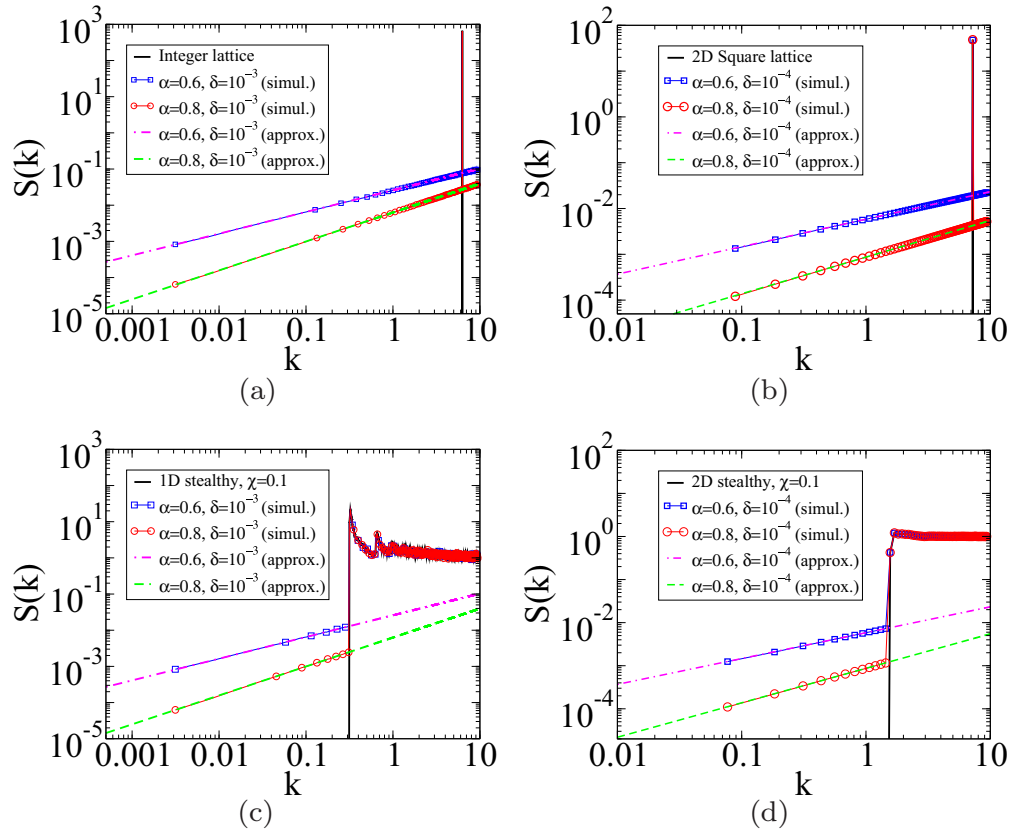 10^3
10^1
10^-1
10^-3
10^-5
S(k)
Integer lattice
α=0.6, δ=10^-3 (simul.)
α=0.8, δ=10^-3 (simul.)
α=0.6, δ=10^-3 (approx.)
α=0.8, δ=10^-3 (approx.)
0.001 0.01 0.1 1 10
k
(a)
10^2
10^0
10^-2
10^-4
S(k)
2D Square lattice
α=0.6, δ=10^-4 (simul.)
α=0.8, δ=10^-4 (simul.)
α=0.6, δ=10^-4 (approx.)
α=0.8, δ=10^-4 (approx.)
0.01 0.1 1 10
k
(b)
10^3
10^1
10^-1
10^-3
10^-5
S(k)
1D stealthy, χ=0.1
α=0.6, δ=10^-3 (simul.)
α=0.8, δ=10^-3 (simul.)
α=0.6, δ=10^-3 (approx.)
α=0.8, δ=10^-3 (approx.)
0.001 0.01 0.1 1 10
k
(c)
10^2
10^0
10^-2
10^-4
S(k)
2D stealthy, χ=0.1
α=0.6, δ=10^-4 (simul.)
α=0.8, δ=10^-4 (simul.)
α=0.6, δ=10^-4 (approx.)
α=0.8, δ=10^-4 (approx.)
0.01 0.1 1 10
k
(d)